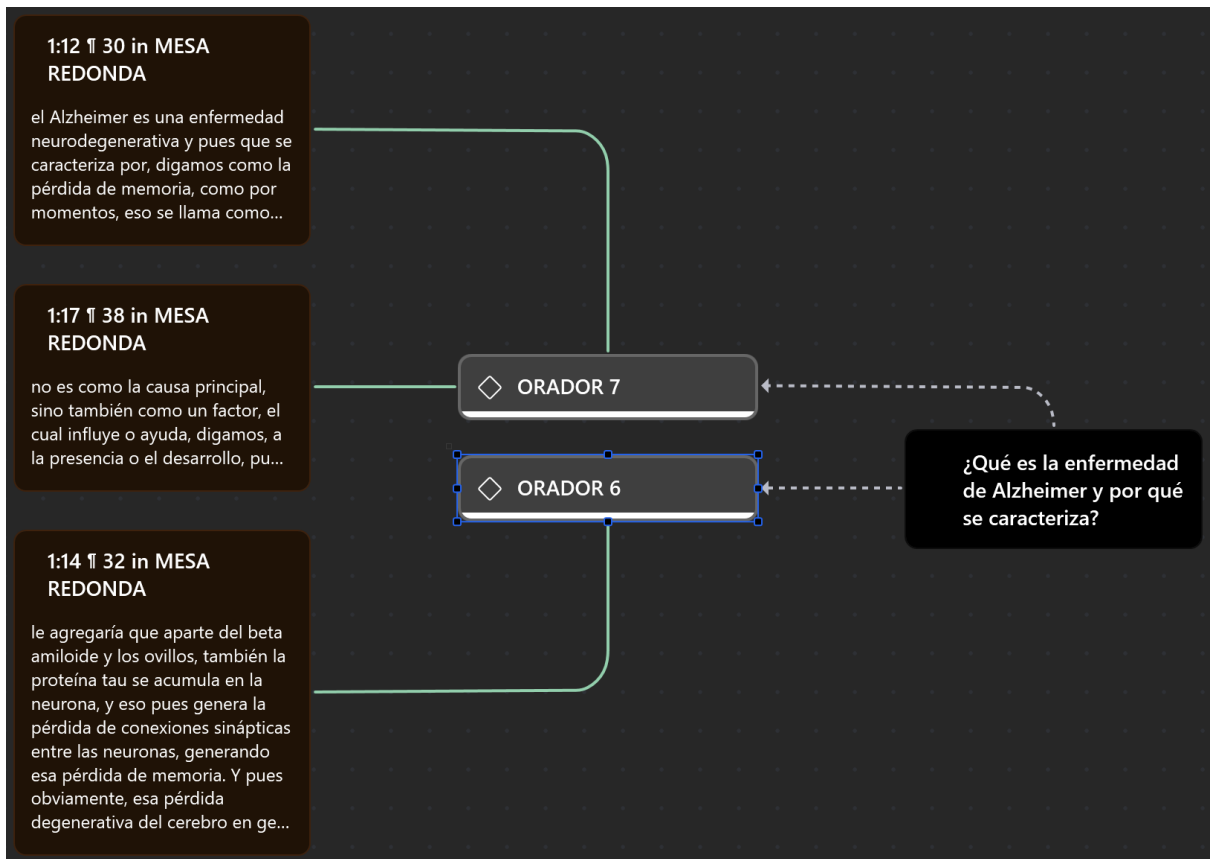 1:12 ¶ 30 in MESA
REDONDA
el Alzheimer es una enfermedad
neurodegenerativa y pues que se
caracteriza por, digamos como la
pérdida de memoria, como por
momentos, eso se llama como...
1:17 ¶ 38 in MESA
REDONDA
no es como la causa principal,
sino también como un factor, el
cual influye o ayuda, digamos, a
la presencia o el desarrollo, pu...
1:14 ¶ 32 in MESA
REDONDA
le agregaría que aparte del beta
amiloide y los ovillos, también la
proteína tau se acumula en la
neurona, y eso pues genera la
pérdida de conexiones sinápticas
entre las neuronas, generando
esa pérdida de memoria. Y pues
obviamente, esa pérdida
degenerativa del cerebro en ge...
ORADOR 7
ORADOR 6
¿Qué es la enfermedad
de Alzheimer y por qué
se caracteriza?